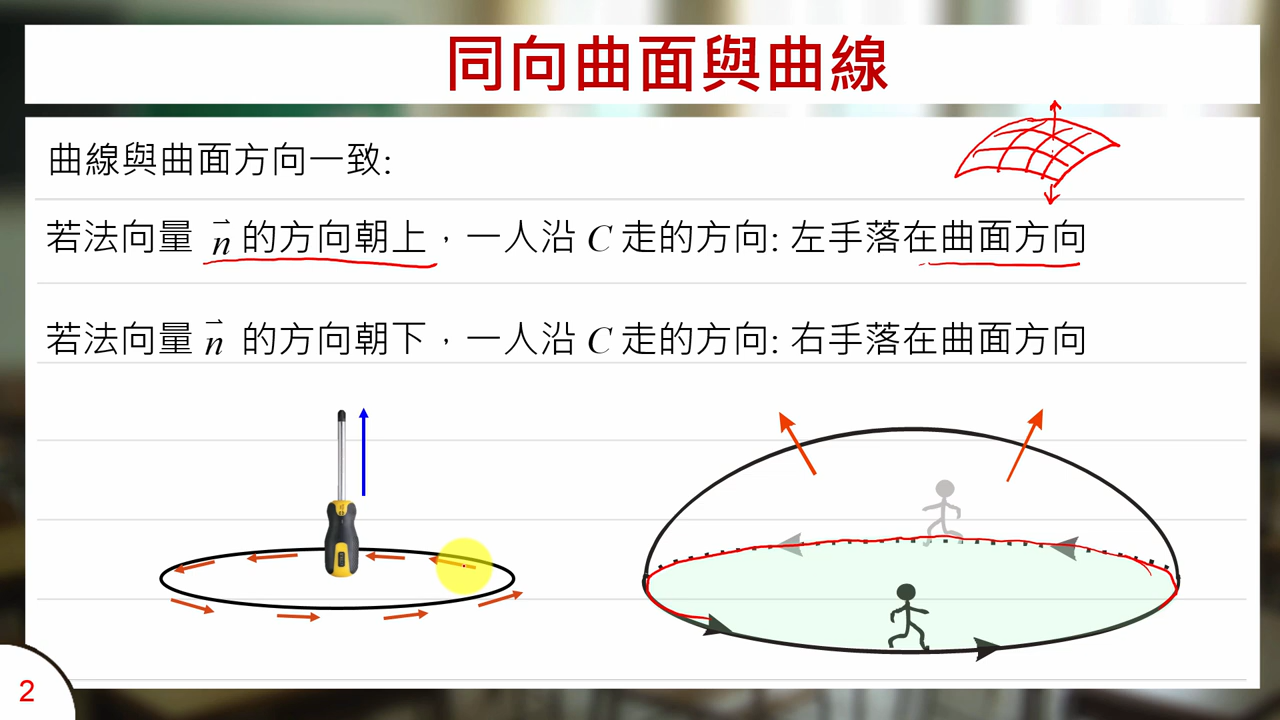 同向曲面與曲線
曲線與曲面方向一致:
若法向量 n⃗ 的方向朝上，一人沿 C 走的方向: 左手落在曲面方向
若法向量 n⃗ 的方向朝下，一人沿 C 走的方向: 右手落在曲面方向
2